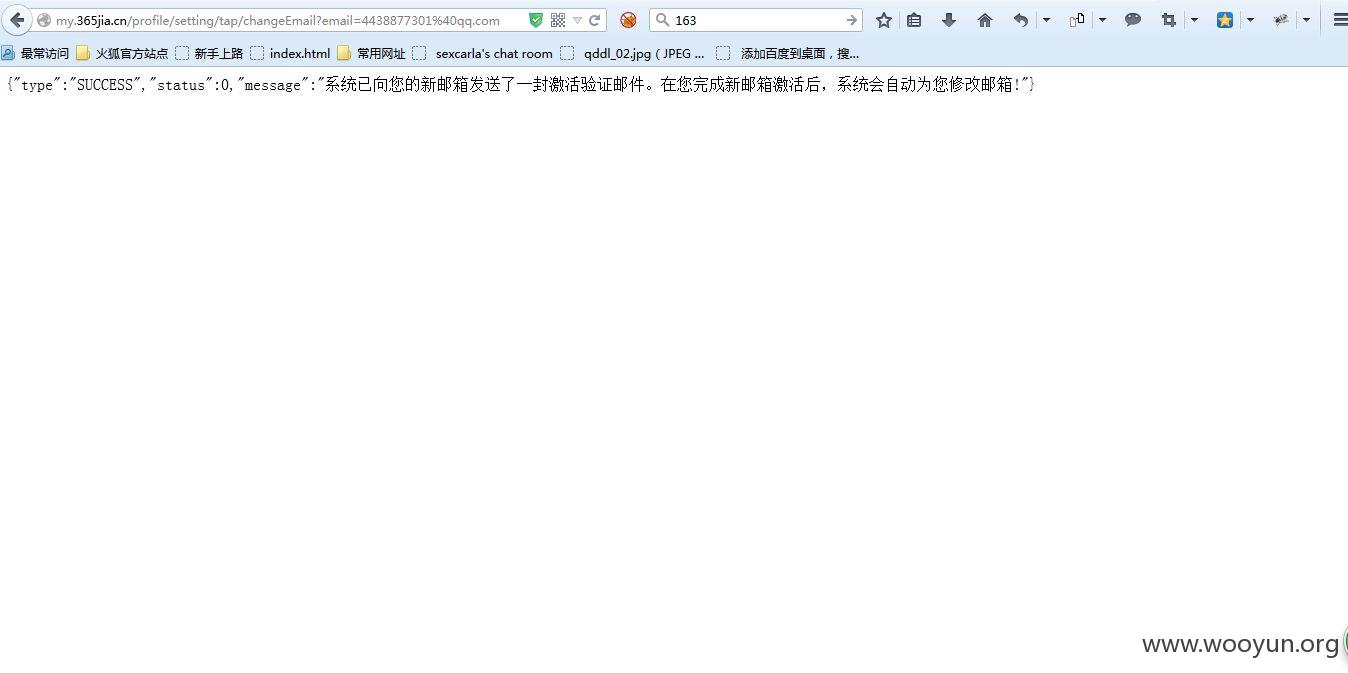 my.365jia.cn/profile/setting/tap/changeEmail?email=4438877301%40qq.com 163
最常访问 火狐官方站点 新手上路 index.html 常用网址 sexcarla's chat room qddl_02.jpg ( JPEG ... 添加百度到桌面，搜...
{"type":"SUCCESS","status":0,"message":"系统已向您的新邮箱发送了一封激活验证邮件。在您完成新邮箱激活后，系统会自动为您修改邮箱!"}
www.wooyun.org